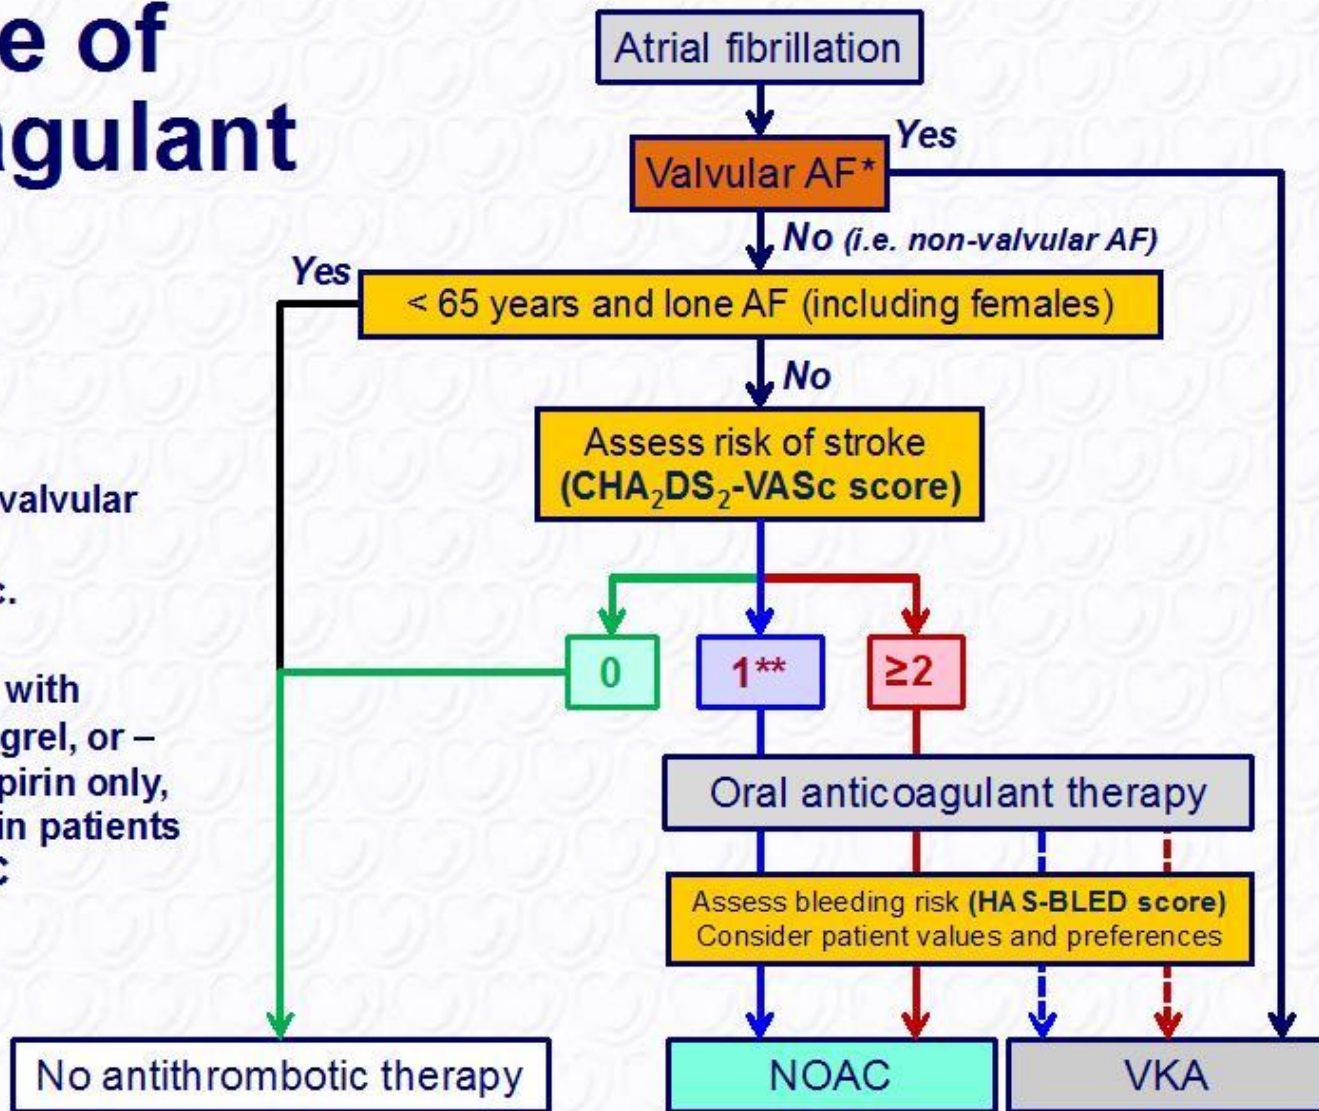 e of
agulant
valvular
c.
with
grel, or –
pirin only,
in patients
C
Atrial fibrillation
Valvular AF*
Yes
No (i.e. non-valvular AF)
Yes
< 65 years and lone AF (including females)
No
Assess risk of stroke
(CHA₂DS₂-VASc score)
0
1**
≥2
Oral anticoagulant therapy
Assess bleeding risk (HAS-BLED score)
Consider patient values and preferences
No antithrombotic therapy
NOAC
VKA